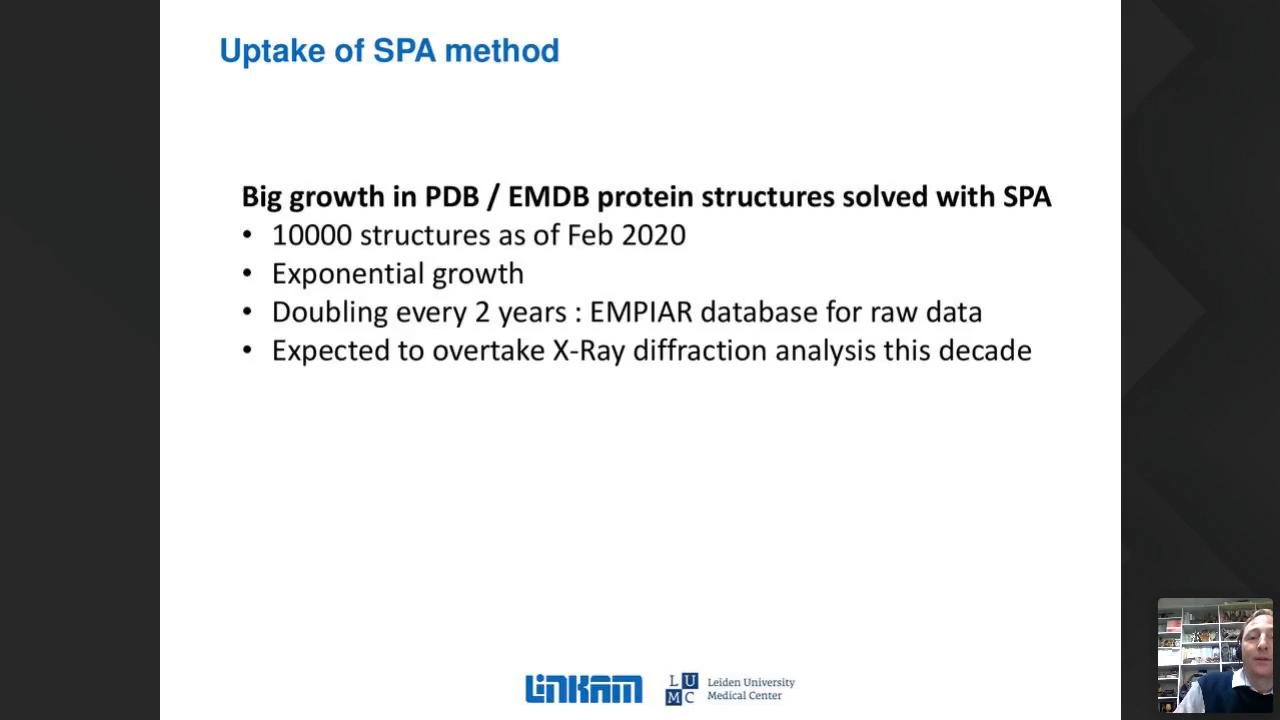 Uptake of SPA method
Big growth in PDB / EMDB protein structures solved with SPA
• 10000 structures as of Feb 2020
• Exponential growth
• Doubling every 2 years : EMPIAR database for raw data
• Expected to overtake X-Ray diffraction analysis this decade
LINKAM
LU
MC
Leiden University
Medical Center